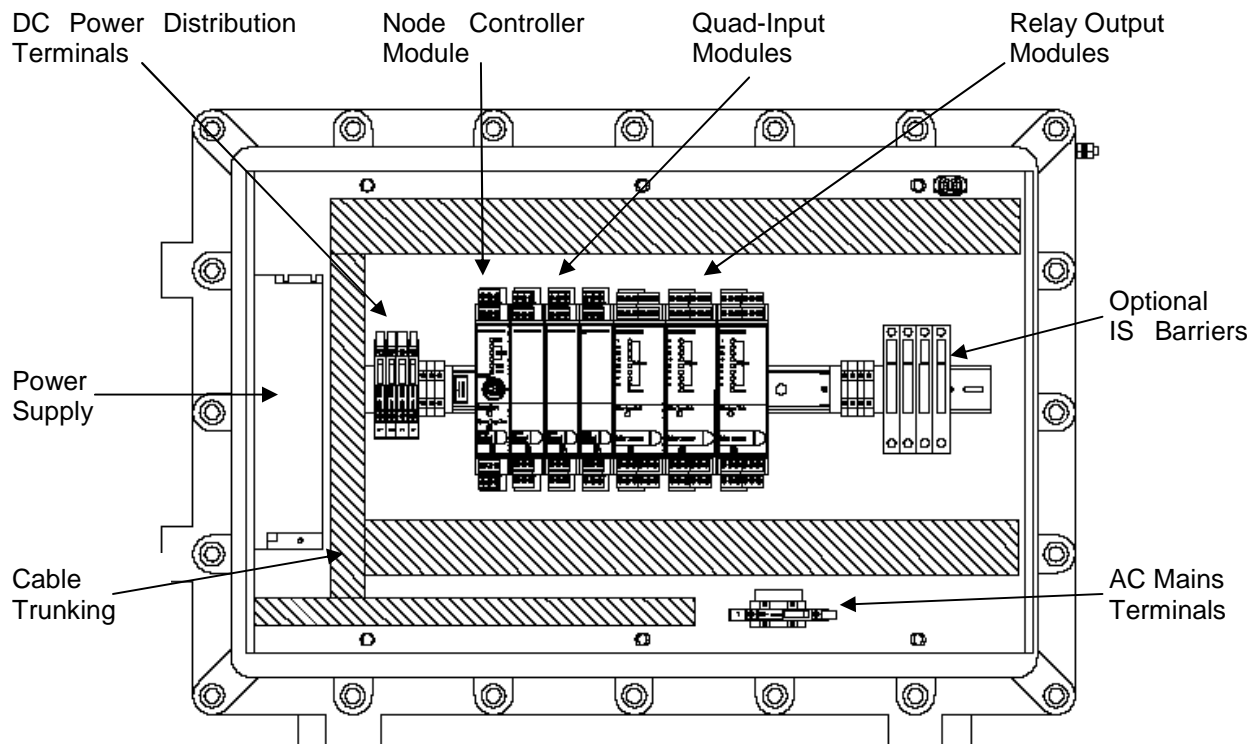 DC Power Distribution
Terminals
Node Controller
Module
Quad-Input
Modules
Relay Output
Modules
Optional
IS Barriers
Power
Supply
Cable
Trunking
AC Mains
Terminals